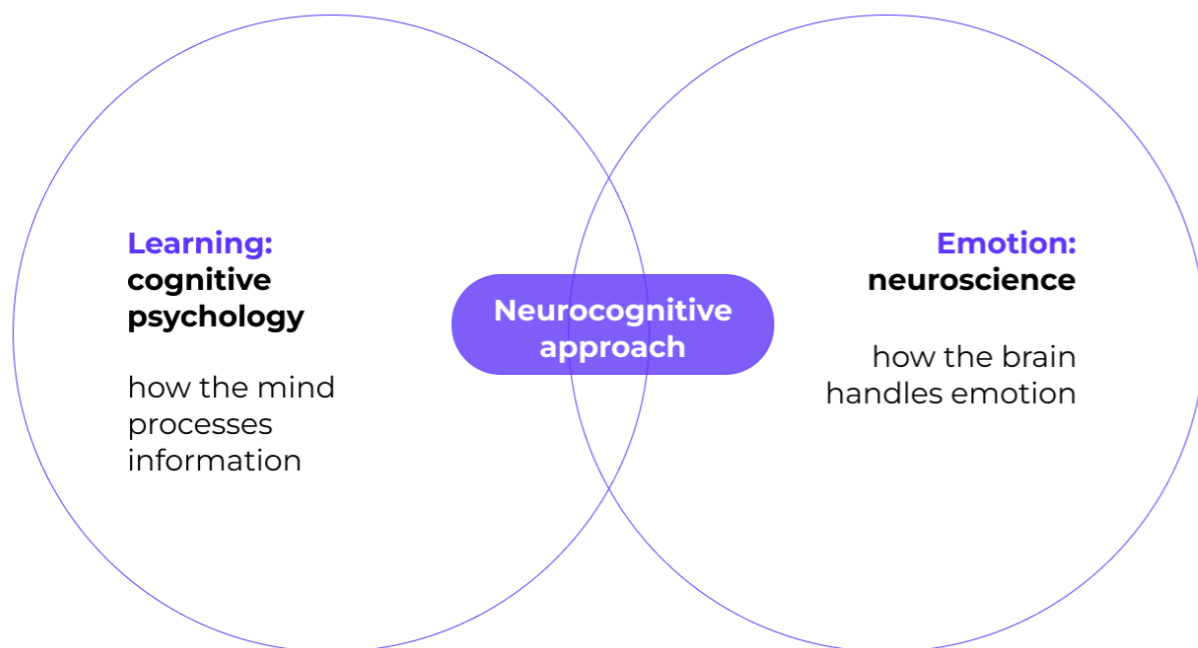 Learning:
cognitive
psychology
how the mind
processes
information
Neurocognitive
approach
Emotion:
neuroscience
how the brain
handles emotion